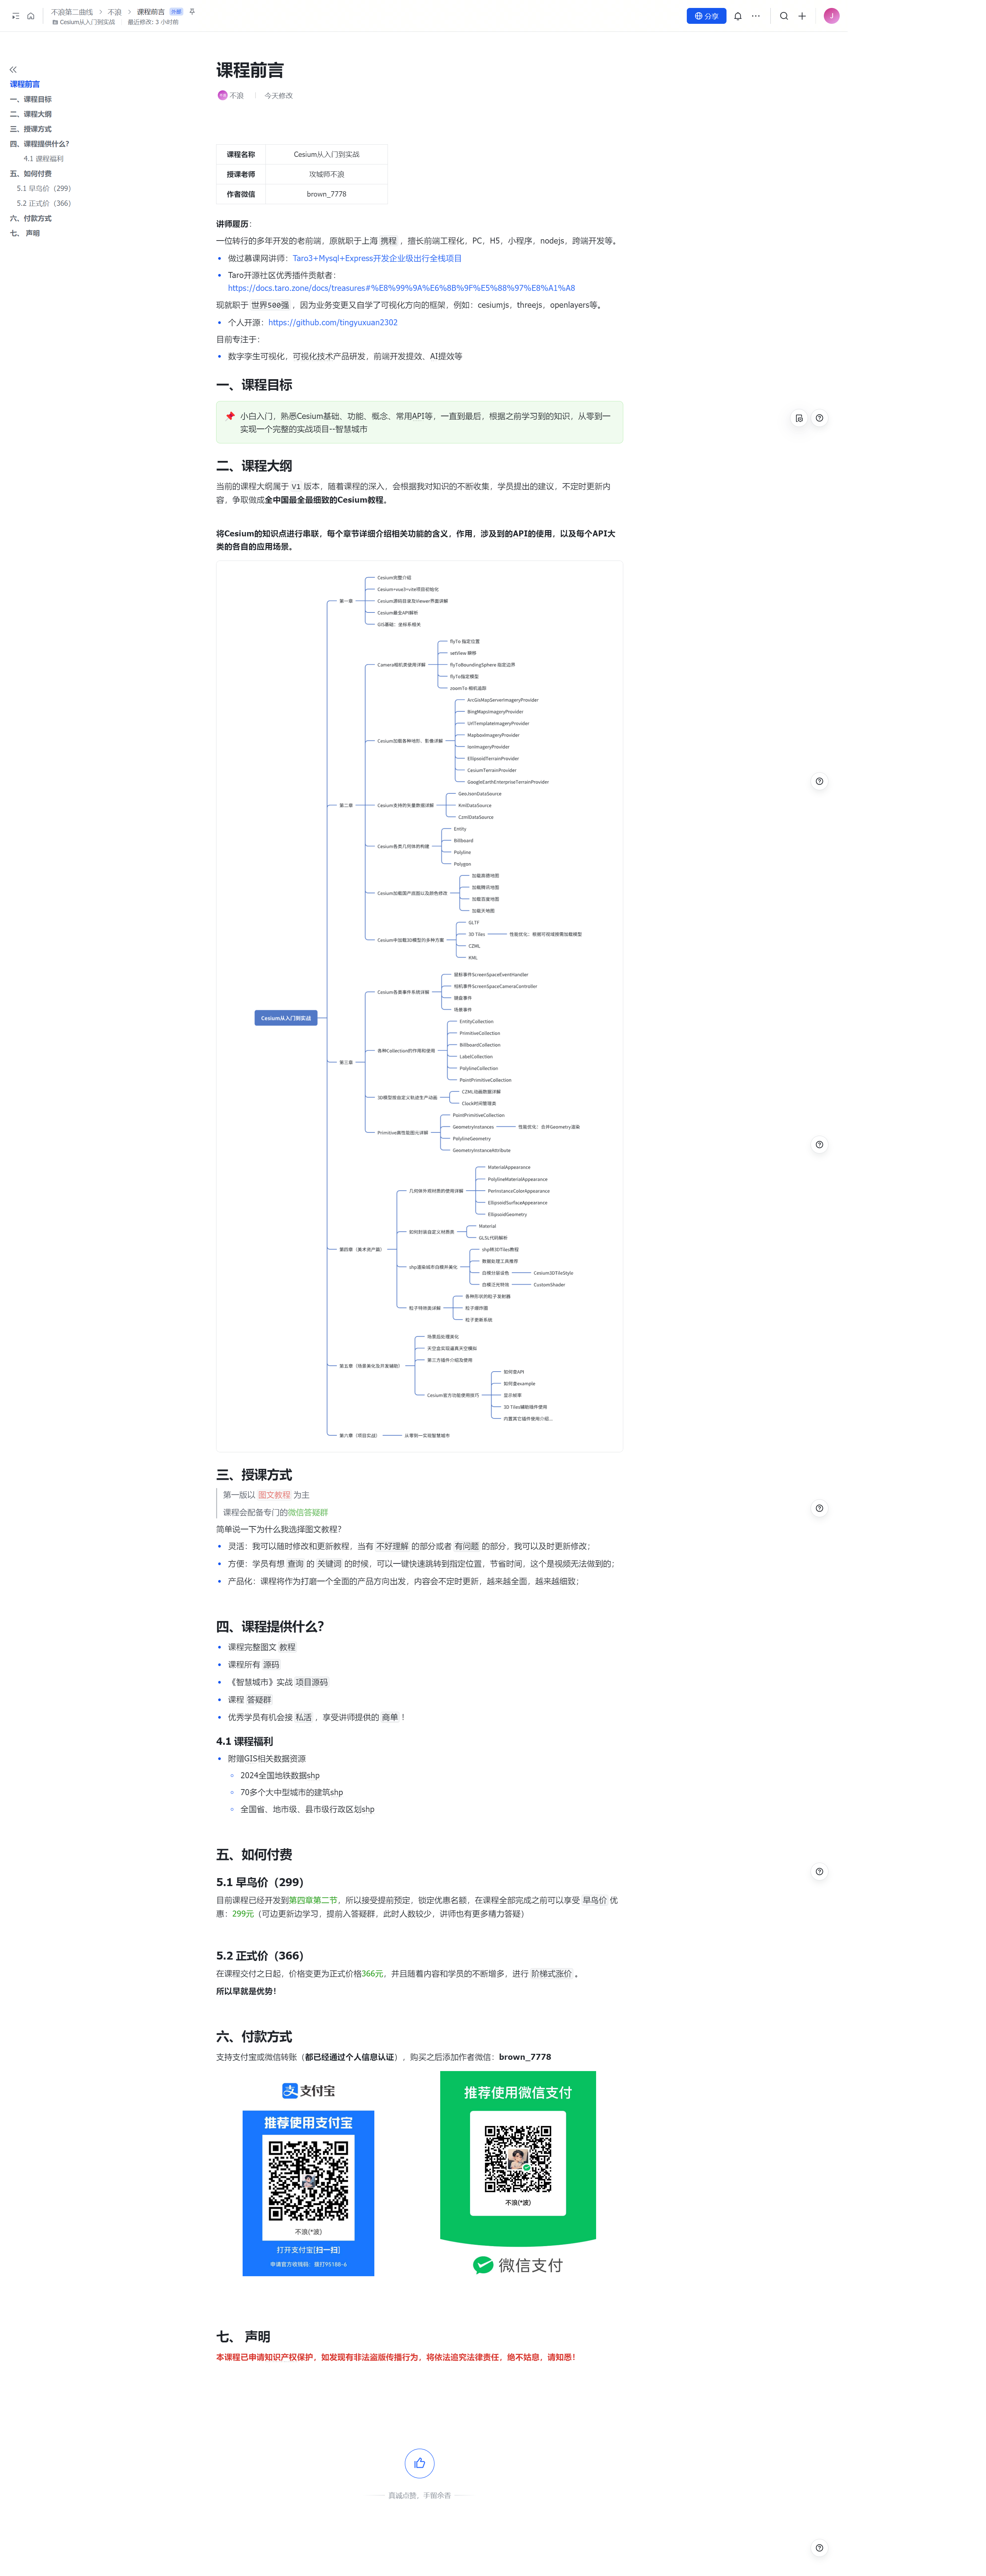 不浪第二曲线 > 不浪 > 课程前言 外部
Cesium从入门到实战 最近修改: 3 小时前
分享
J
课程前言
一、课程目标
二、课程大纲
三、授课方式
四、课程提供什么?
4.1 课程福利
五、如何付费
5.1 早鸟价（299）
5.2 正式价（366）
六、付款方式
七、 声明
课程前言
不浪 今天修改
课程名称 Cesium从入门到实战
授课老师 攻城师不浪
作者微信 brown_7778
讲师履历：
一位转行的多年开发的老前端，原就职于上海 携程 ，擅长前端工程化，PC，H5，小程序，nodejs，跨端开发等。
做过慕课网讲师：Taro3+Mysql+Express开发企业级出行全栈项目
Taro开源社区优秀插件贡献者：
https://docs.taro.zone/docs/treasures#%E8%99%9A%E6%8B%9F%E5%88%97%E8%A1%A8
现就职于 世界500强 ，因为业务变更又自学了可视化方向的框架，例如：cesiumjs，threejs，openlayers等。
个人开源：https://github.com/tingyuxuan2302
目前专注于：
数字孪生可视化，可视化技术产品研发，前端开发提效、AI提效等
一、课程目标
小白入门，熟悉Cesium基础、功能、概念、常用API等，一直到最后，根据之前学习到的知识，从零到一
实现一个完整的实战项目--智慧城市
二、课程大纲
当前的课程大纲属于 V1 版本，随着课程的深入，会根据我对知识的不断收集，学员提出的建议，不定时更新内
容，争取做成全中国最全最细致的Cesium教程。
将Cesium的知识点进行串联，每个章节详细介绍相关功能的含义，作用，涉及到的API的使用，以及每个API大
类的各自的应用场景。
Cesium从入门到实战
第一章
Cesium完整介绍
Cesium+vue3+vite项目初始化
Cesium源码目录及Viewer界面讲解
Cesium最全API解析
GIS基础：坐标系相关
第二章
Camera相机类使用详解
flyTo 指定位置
setView 瞬移
flyToBoundingSphere 指定边界
flyTo指定模型
zoomTo 相机追踪
Cesium加载各种地形、影像详解
ArcGisMapServerImageryProvider
BingMapsImageryProvider
UrlTemplateImageryProvider
MapboxImageryProvider
IonImageryProvider
EllipsoidTerrainProvider
CesiumTerrainProvider
GoogleEarthEnterpriseTerrainProvider
Cesium支持的矢量数据详解
GeoJsonDataSource
KmlDataSource
CzmlDataSource
Cesium各类几何体的构建
Entity
Billboard
Polyline
Polygon
Cesium加载国产底图以及颜色修改
加载高德地图
加载腾讯地图
加载百度地图
加载天地图
Cesium中加载3D模型的多种方案
GLTF
3D Tiles 性能优化：根据可视域按需加载模型
CZML
KML
第三章
Cesium各类事件系统详解
鼠标事件ScreenSpaceEventHandler
相机事件ScreenSpaceCameraController
键盘事件
场景事件
各种Collection的作用和使用
EntityCollection
PrimitiveCollection
BillboardCollection
LabelCollection
PolylineCollection
PointPrimitiveCollection
3D模型按自定义轨迹生产动画
CZML动画数据详解
Clock时间管理类
Primitive高性能图元详解
PointPrimitiveCollection
GeometryInstances 性能优化：合并Geometry渲染
PolylineGeometry
GeometryInstanceAttribute
第四章（美术资产篇）
几何体外观材质的使用详解
MaterialAppearance
PolylineMaterialAppearance
PerInstanceColorAppearance
EllipsoidSurfaceAppearance
EllipsoidGeometry
如何封装自定义材质类
Material
GLSL代码解析
shp渲染城市白模并美化
shp转3DTiles教程
数据处理工具推荐
白模分层设色 Cesium3DTileStyle
白模泛光特效 CustomShader
粒子特效类详解
各种形状的粒子发射器
粒子爆炸圈
粒子更新系统
第五章（场景美化及开发辅助）
场景后处理美化
天空盒实现逼真天空模拟
第三方插件介绍及使用
Cesium官方功能使用技巧
如何查API
如何查example
显示帧率
3D Tiles辅助插件使用
内置其它插件使用介绍...
第六章（项目实战） 从零到一实现智慧城市
三、授课方式
第一版以 图文教程 为主
课程会配备专门的微信答疑群
简单说一下为什么我选择图文教程?
灵活：我可以随时修改和更新教程，当有 不好理解 的部分或者 有问题 的部分，我可以及时更新修改；
方便：学员有想 查询 的 关键词 的时候，可以一键快速跳转到指定位置，节省时间，这个是视频无法做到的；
产品化：课程将作为打磨一个全面的产品方向出发，内容会不定时更新，越来越全面，越来越细致；
四、课程提供什么?
课程完整图文 教程
课程所有 源码
《智慧城市》实战 项目源码
课程 答疑群
优秀学员有机会接 私活 ，享受讲师提供的 商单 ！
4.1 课程福利
附赠GIS相关数据资源
2024全国地铁数据shp
70多个大中型城市的建筑shp
全国省、地市级、县市级行政区划shp
五、如何付费
5.1 早鸟价（299）
目前课程已经开发到第四章第二节，所以接受提前预定，锁定优惠名额，在课程全部完成之前可以享受 早鸟价 优
惠：299元（可边更新边学习，提前入答疑群，此时人数较少，讲师也有更多精力答疑）
5.2 正式价（366）
在课程交付之日起，价格变更为正式价格366元，并且随着内容和学员的不断增多，进行 阶梯式涨价 。
所以早就是优势！
六、付款方式
支持支付宝或微信转账（都已经通过个人信息认证），购买之后添加作者微信：brown_7778
支付宝
推荐使用支付宝
不浪(*波)
打开支付宝[扫一扫]
申请官方收钱码 拨打95188-6
推荐使用微信支付
不浪(*波)
微信支付
七、 声明
本课程已申请知识产权保护，如发现有非法盗版传播行为，将依法追究法律责任，绝不姑息，请知悉！
真诚点赞，手留余香